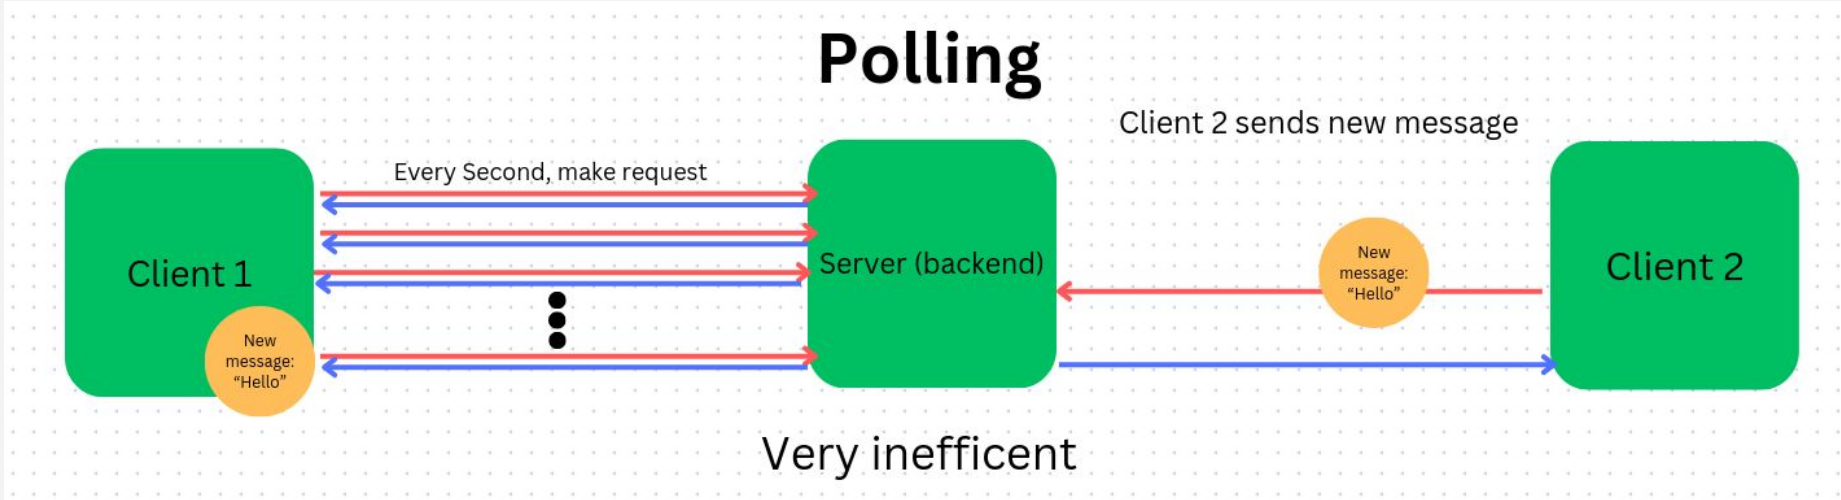 Polling
Client 2 sends new message
Every Second, make request
Client 1
Server (backend)
New
message:
“Hello”
Client 2
New
message:
“Hello”
Very inefficent